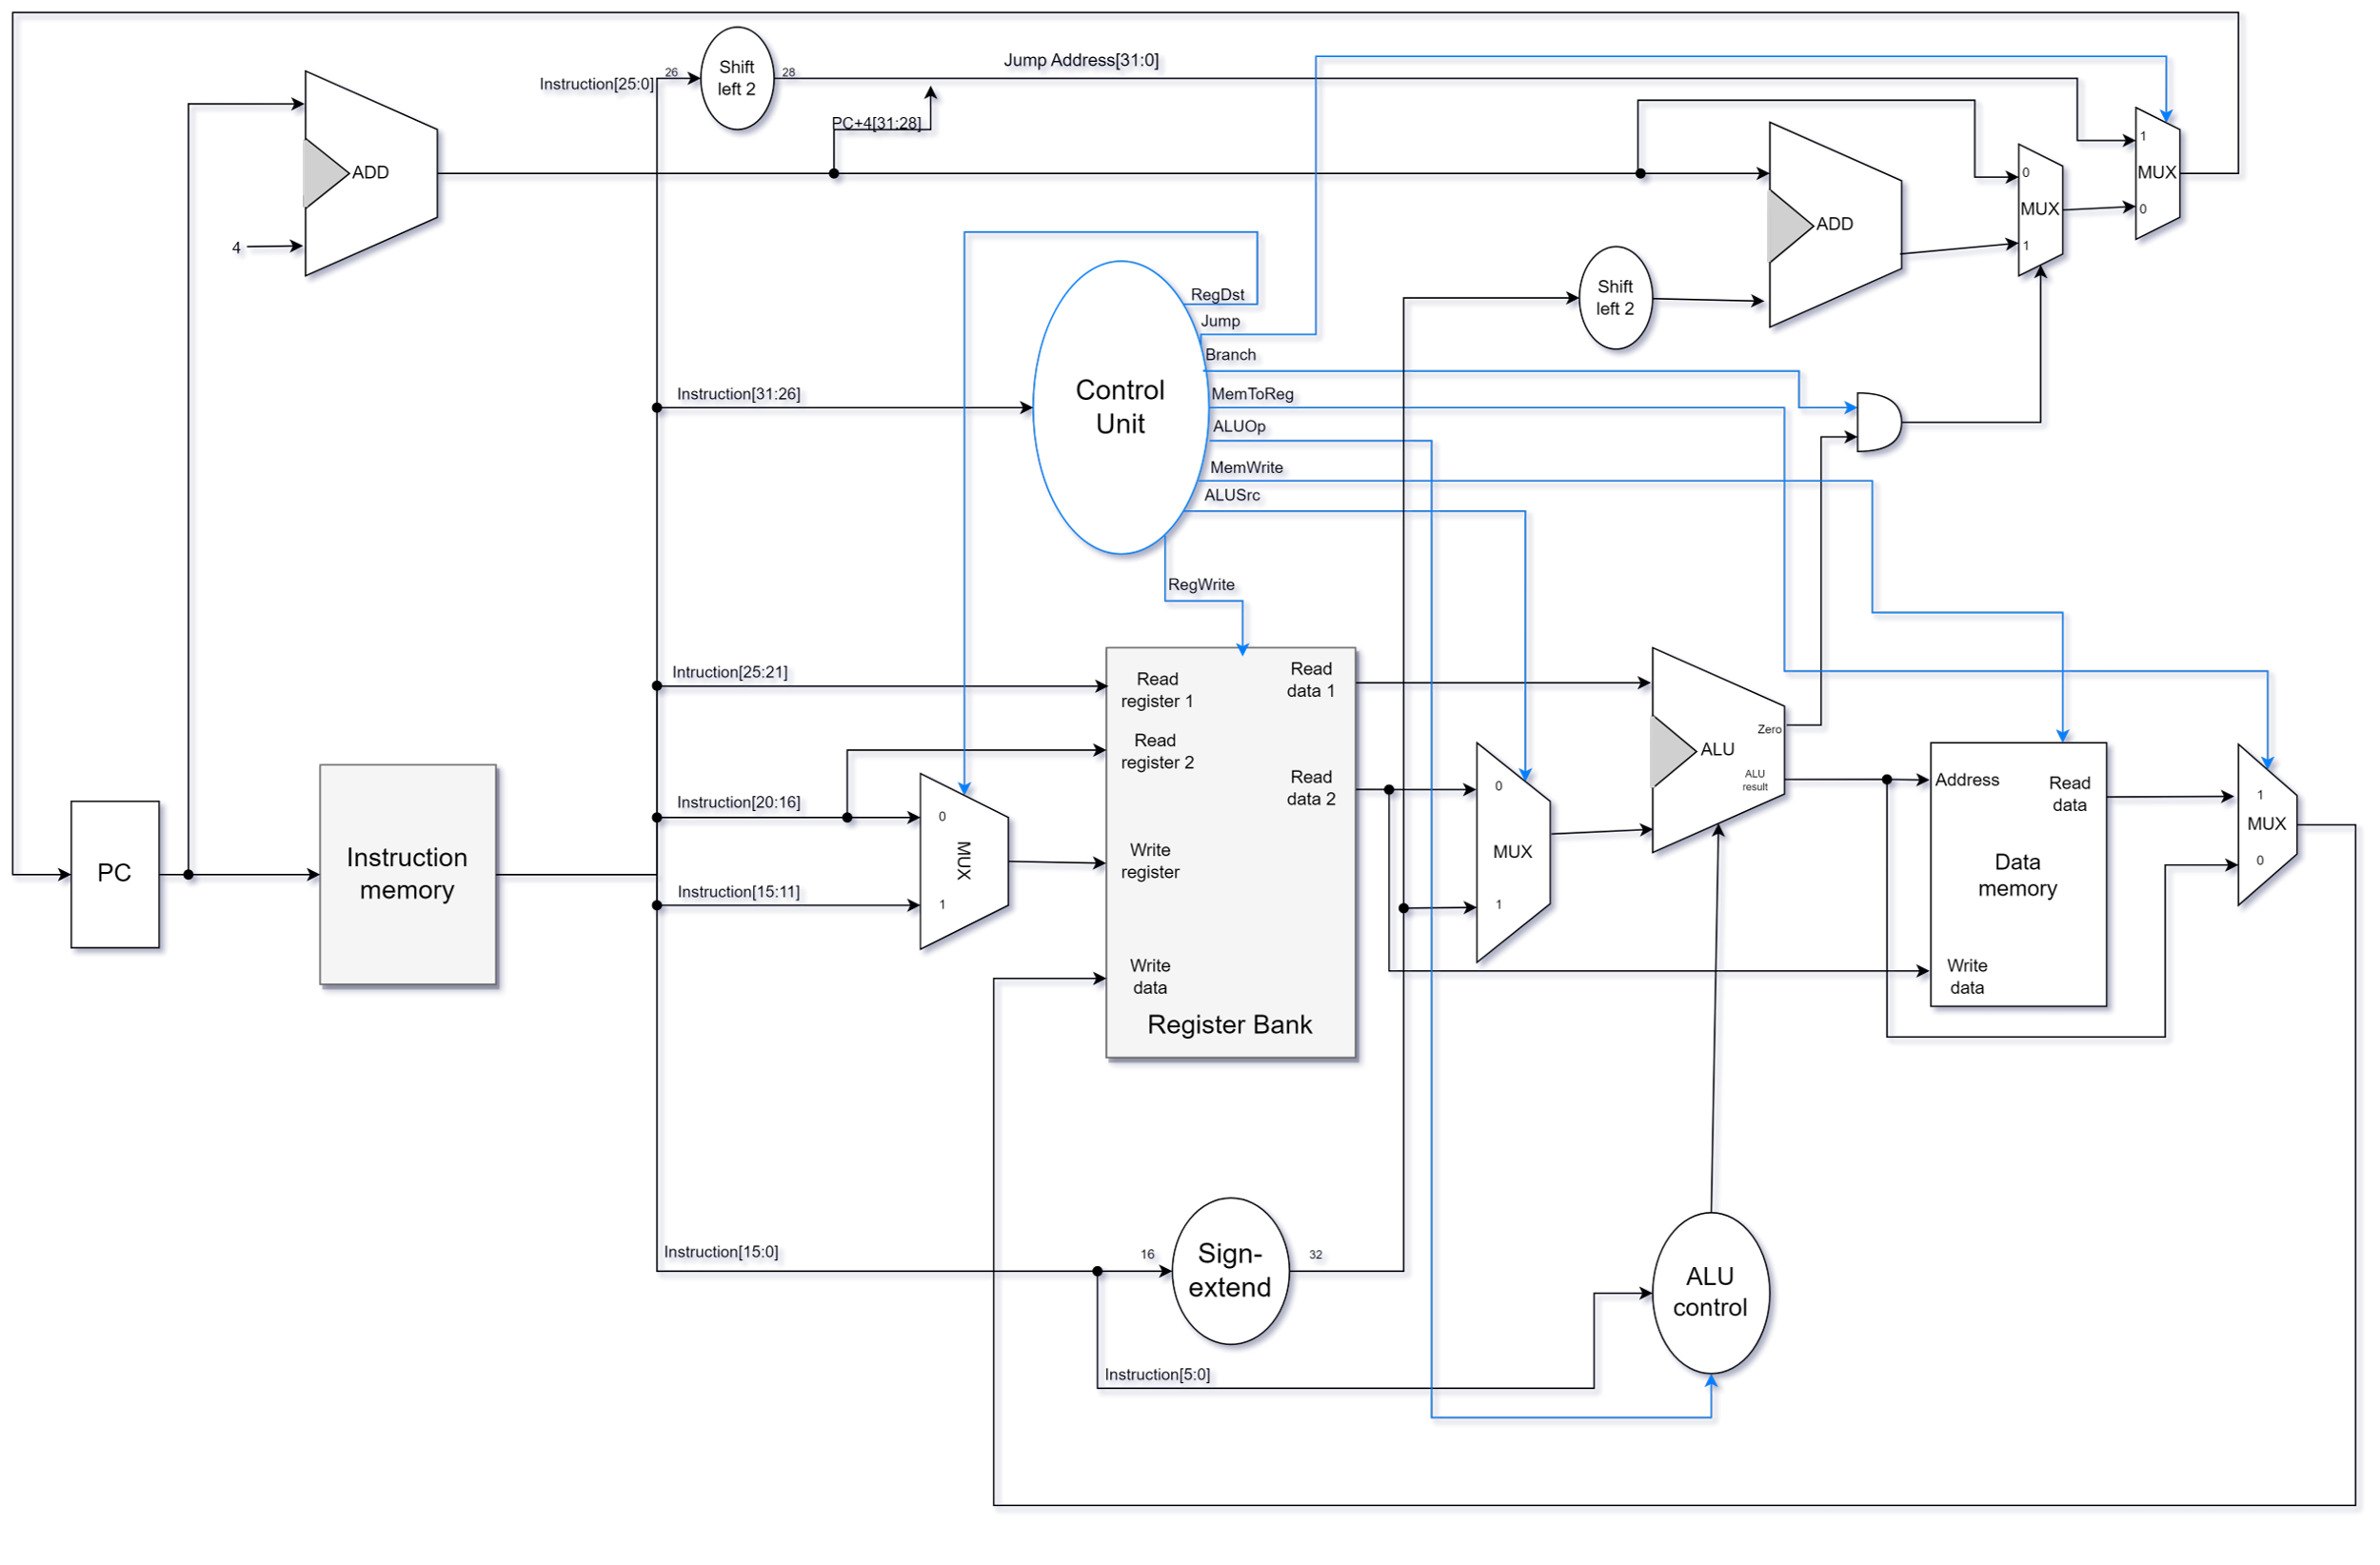 Jump Address[31:0]
Shift
left 2
26
28
Instruction[25:0]
PC+4[31:28]
1
MUX
0
ADD
0
MUX
1
ADD
4
Shift
left 2
RegDst
Jump
Branch
MemToReg
ALUOp
MemWrite
ALUSrc
RegWrite
Control
Unit
Instruction[31:26]
Intruction[25:21]
Read
register 1
Read
data 1
Read
register 2
Read
data 2
Write
register
Write
data
Register Bank
Instruction[20:16]
Instruction[15:11]
0
MUX
1
0
MUX
1
Zero
ALU
ALU
result
Address
Read
data
Data
memory
Write
data
1
MUX
0
PC
Instruction
memory
Instruction[15:0]
16
Sign-
extend
32
ALU
control
Instruction[5:0]